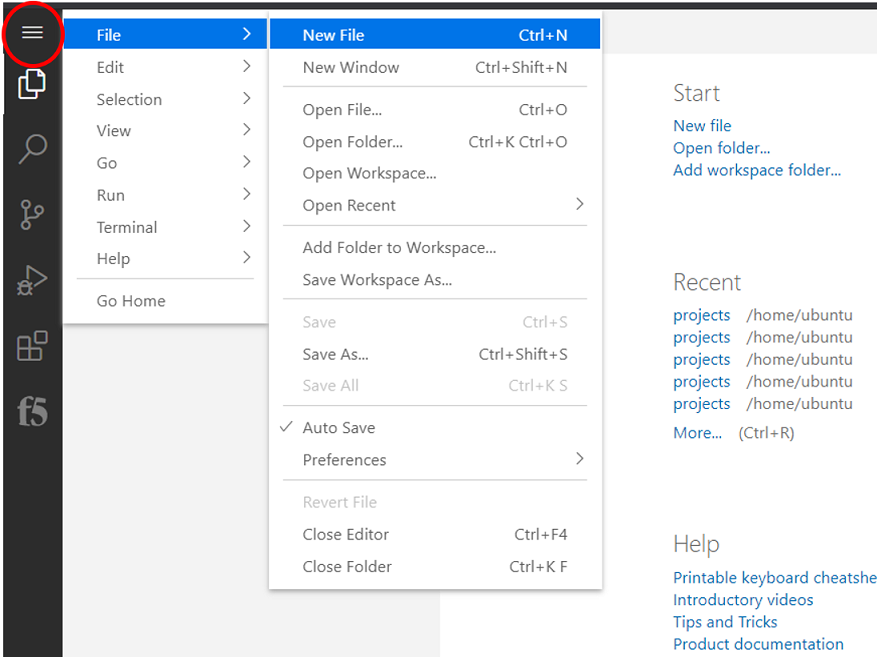 File
Edit
Selection
View
Go
Run
Terminal
Help
Go Home
New File Ctrl+N
New Window Ctrl+Shift+N
Open File... Ctrl+O
Open Folder... Ctrl+K Ctrl+O
Open Workspace...
Open Recent
Add Folder to Workspace...
Save Workspace As...
Save Ctrl+S
Save As... Ctrl+Shift+S
Save All Ctrl+K S
Auto Save
Preferences
Revert File
Close Editor Ctrl+F4
Close Folder Ctrl+K F
f5
Start
New file
Open folder...
Add workspace folder...
Recent
projects /home/ubuntu
projects /home/ubuntu
projects /home/ubuntu
projects /home/ubuntu
projects /home/ubuntu
More... (Ctrl+R)
Help
Printable keyboard cheatshe
Introductory videos
Tips and Tricks
Product documentation